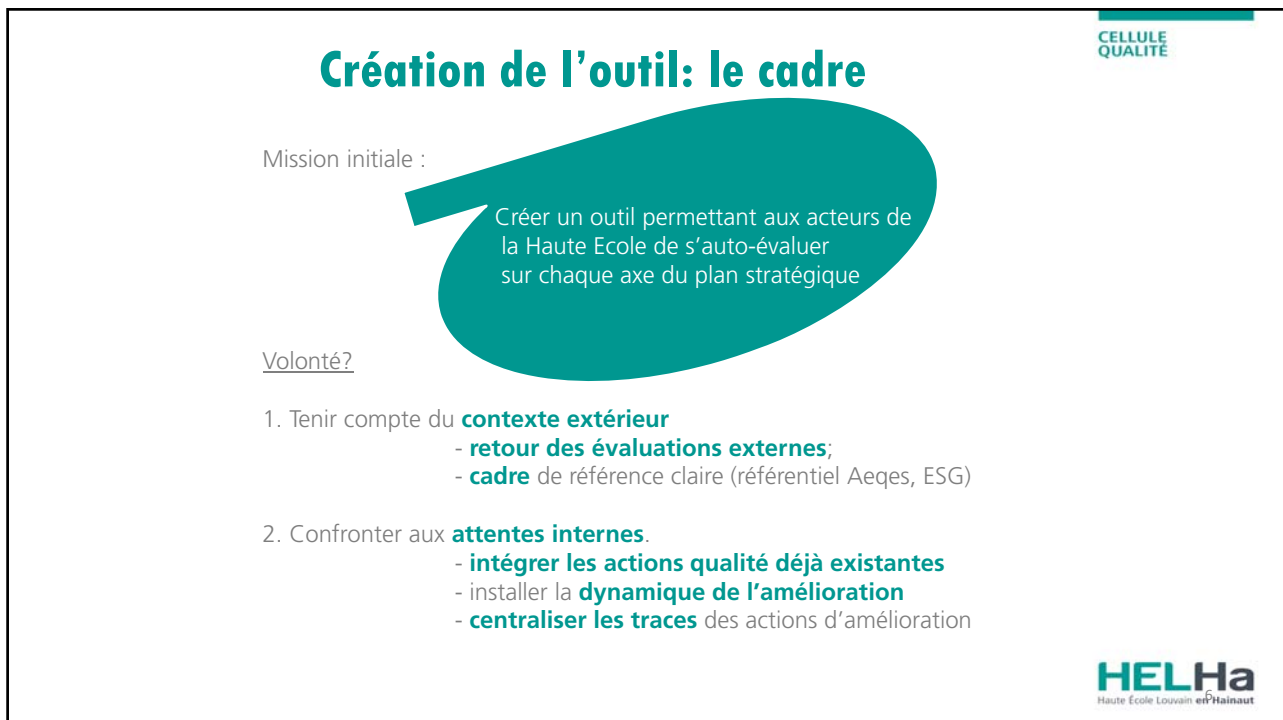 CELLULE
QUALITÉ
Création de l’outil: le cadre
Mission initiale :
Créer un outil permettant aux acteurs de
la Haute Ecole de s’auto-évaluer
sur chaque axe du plan stratégique
Volonté?
1. Tenir compte du contexte extérieur
- retour des évaluations externes;
- cadre de référence claire (référentiel Aeqes, ESG)
2. Confronter aux attentes internes.
- intégrer les actions qualité déjà existantes
- installer la dynamique de l’amélioration
- centraliser les traces des actions d’amélioration
HELHa
Haute École Louvain en Hainaut
6